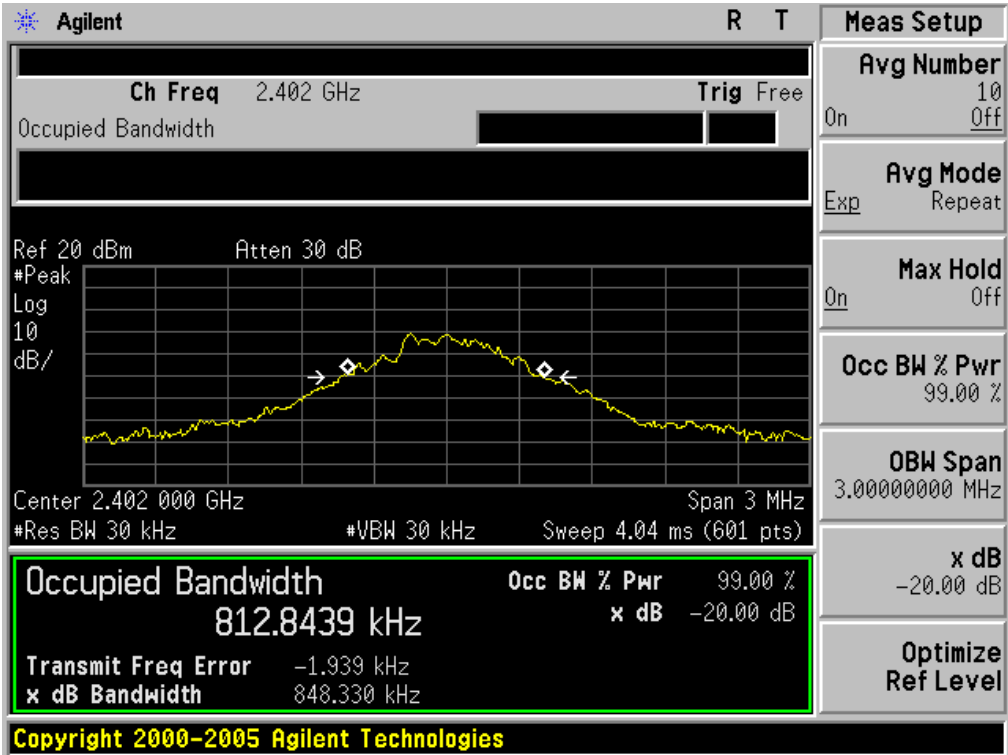 Agilent R T
Ch Freq 2.402 GHz Trig Free
Occupied Bandwidth
Ref 20 dBm Atten 30 dB
#Peak
Log
10
dB/
Center 2.402 000 GHz Span 3 MHz
#Res BW 30 kHz #VBW 30 kHz Sweep 4.04 ms (601 pts)
Occupied Bandwidth Occ BW % Pwr 99.00 %
812.8439 kHz x dB -20.00 dB
Transmit Freq Error -1.939 kHz
x dB Bandwidth 848.330 kHz
Copyright 2000-2005 Agilent Technologies
Meas Setup
Avg Number
10
On Off
Avg Mode
Exp Repeat
Max Hold
On Off
Occ BW % Pwr
99.00 %
OBW Span
3.00000000 MHz
x dB
-20.00 dB
Optimize
Ref Level